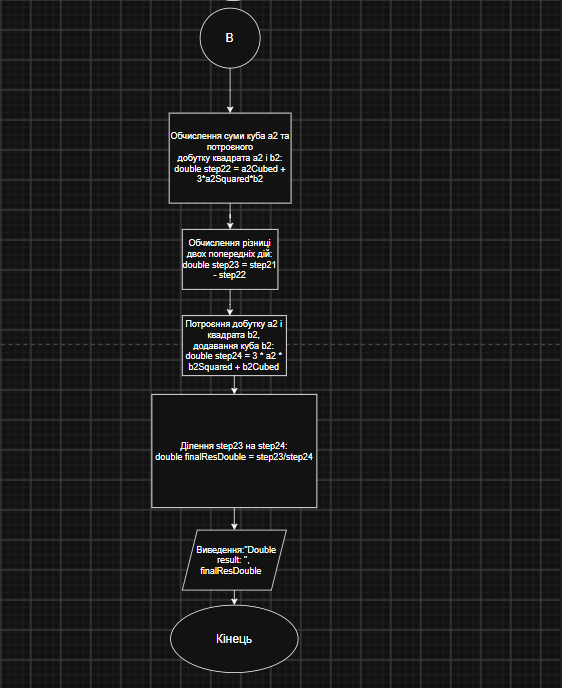 В
Обчислення суми куба a2 та
потроєного
добутку квадрата a2 і b2:
double step22 = a2Cubed +
3*a2Squared*b2
Обчислення різниці
двох попередніх дій:
double step23 = step21
- step22
Потроєння добутку a2 і
квадрата b2,
додавання куба b2:
double step24 = 3 * a2 *
b2Squared + b2Cubed
Ділення step23 на step24:
double finalResDouble = step23/step24
Виведення:"Double
result: ",
finalResDouble
Кінець